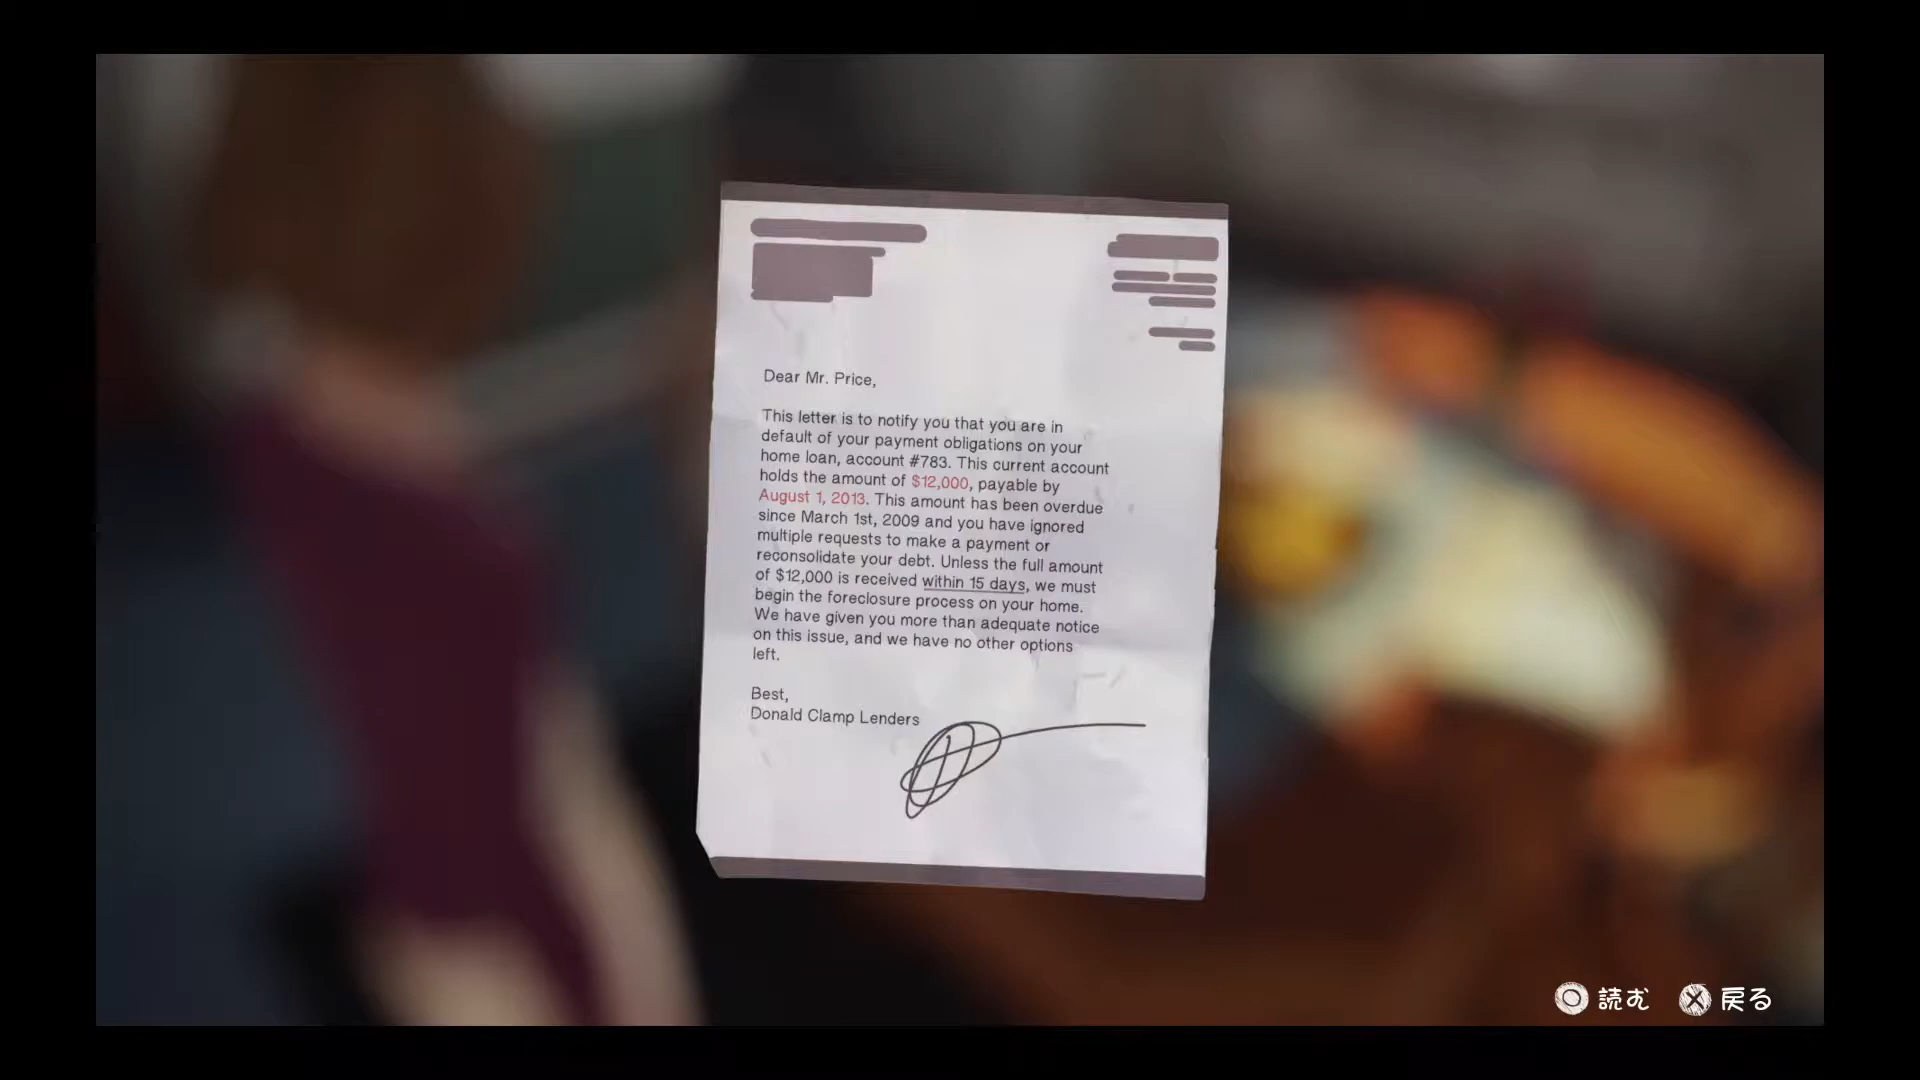 Dear Mr. Price,
This letter is to notify you that you are in
default of your payment obligations on your
home loan, account #783. This current account
holds the amount of $12,000, payable by
August 1, 2013. This amount has been overdue
since March 1st, 2009 and you have ignored
multiple requests to make a payment or
reconsolidate your debt. Unless the full amount
of $12,000 is received within 15 days, we must
begin the foreclosure process on your home.
We have given you more than adequate notice
on this issue, and we have no other options
left.
Best,
Donald Clamp Lenders
読む 戻る